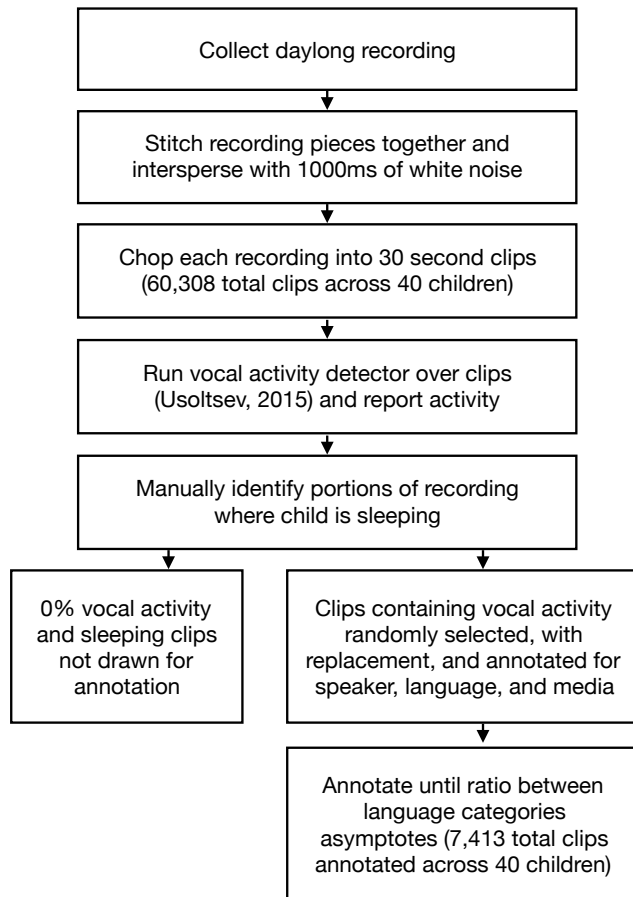 Collect daylong recording
Stitch recording pieces together and
intersperse with 1000ms of white noise
Chop each recording into 30 second clips
(60,308 total clips across 40 children)
Run vocal activity detector over clips
(Usoltsev, 2015) and report activity
Manually identify portions of recording
where child is sleeping
0% vocal activity
and sleeping clips
not drawn for
annotation
Clips containing vocal activity
randomly selected, with
replacement, and annotated for
speaker, language, and media
Annotate until ratio between
language categories
asymptotes (7,413 total clips
annotated across 40 children)